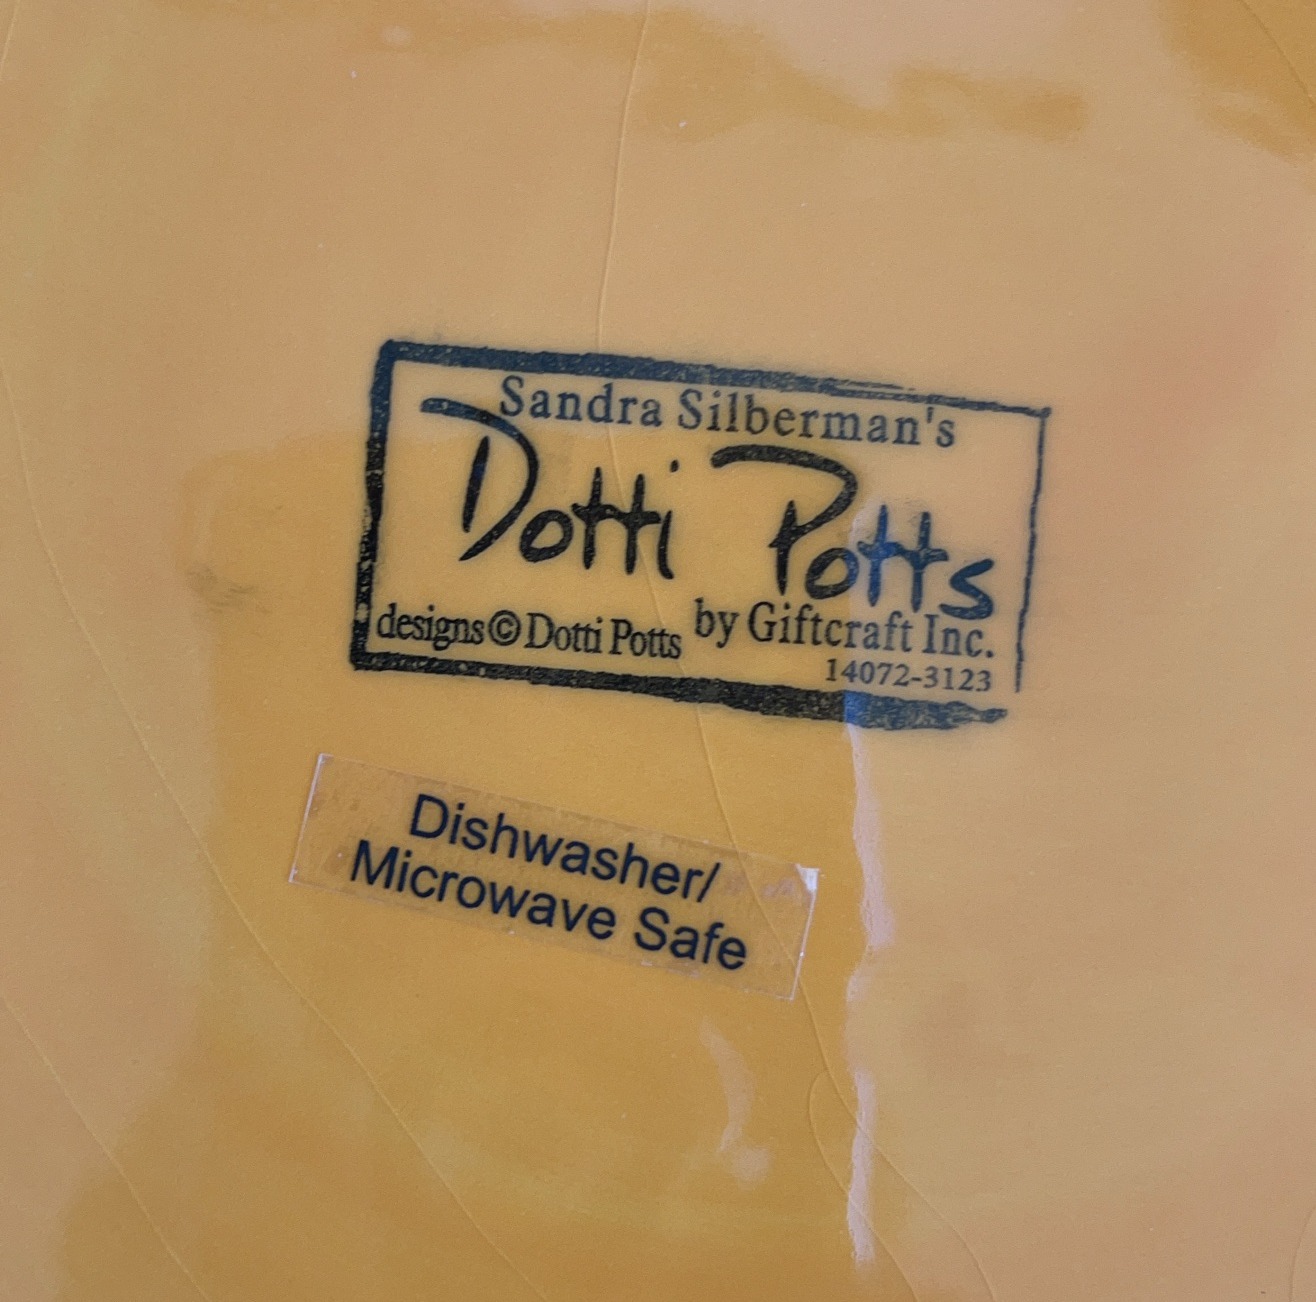 Sandra Silberman's
Dotti Potts
designs© Dotti Potts by Giftcraft Inc.
14072-3123
Dishwasher/
Microwave Safe